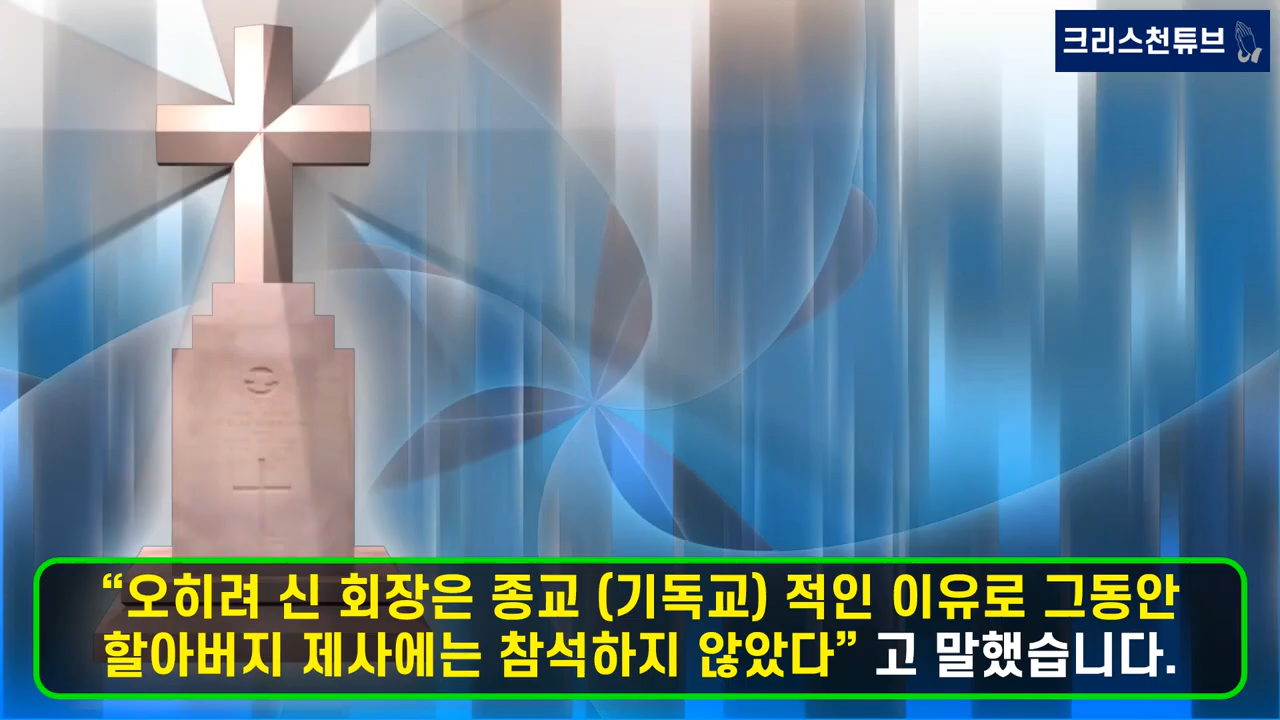 크리스천튜브
“오히려 신 회장은 종교 (기독교) 적인 이유로 그동안
할아버지 제사에는 참석하지 않았다” 고 말했습니다.